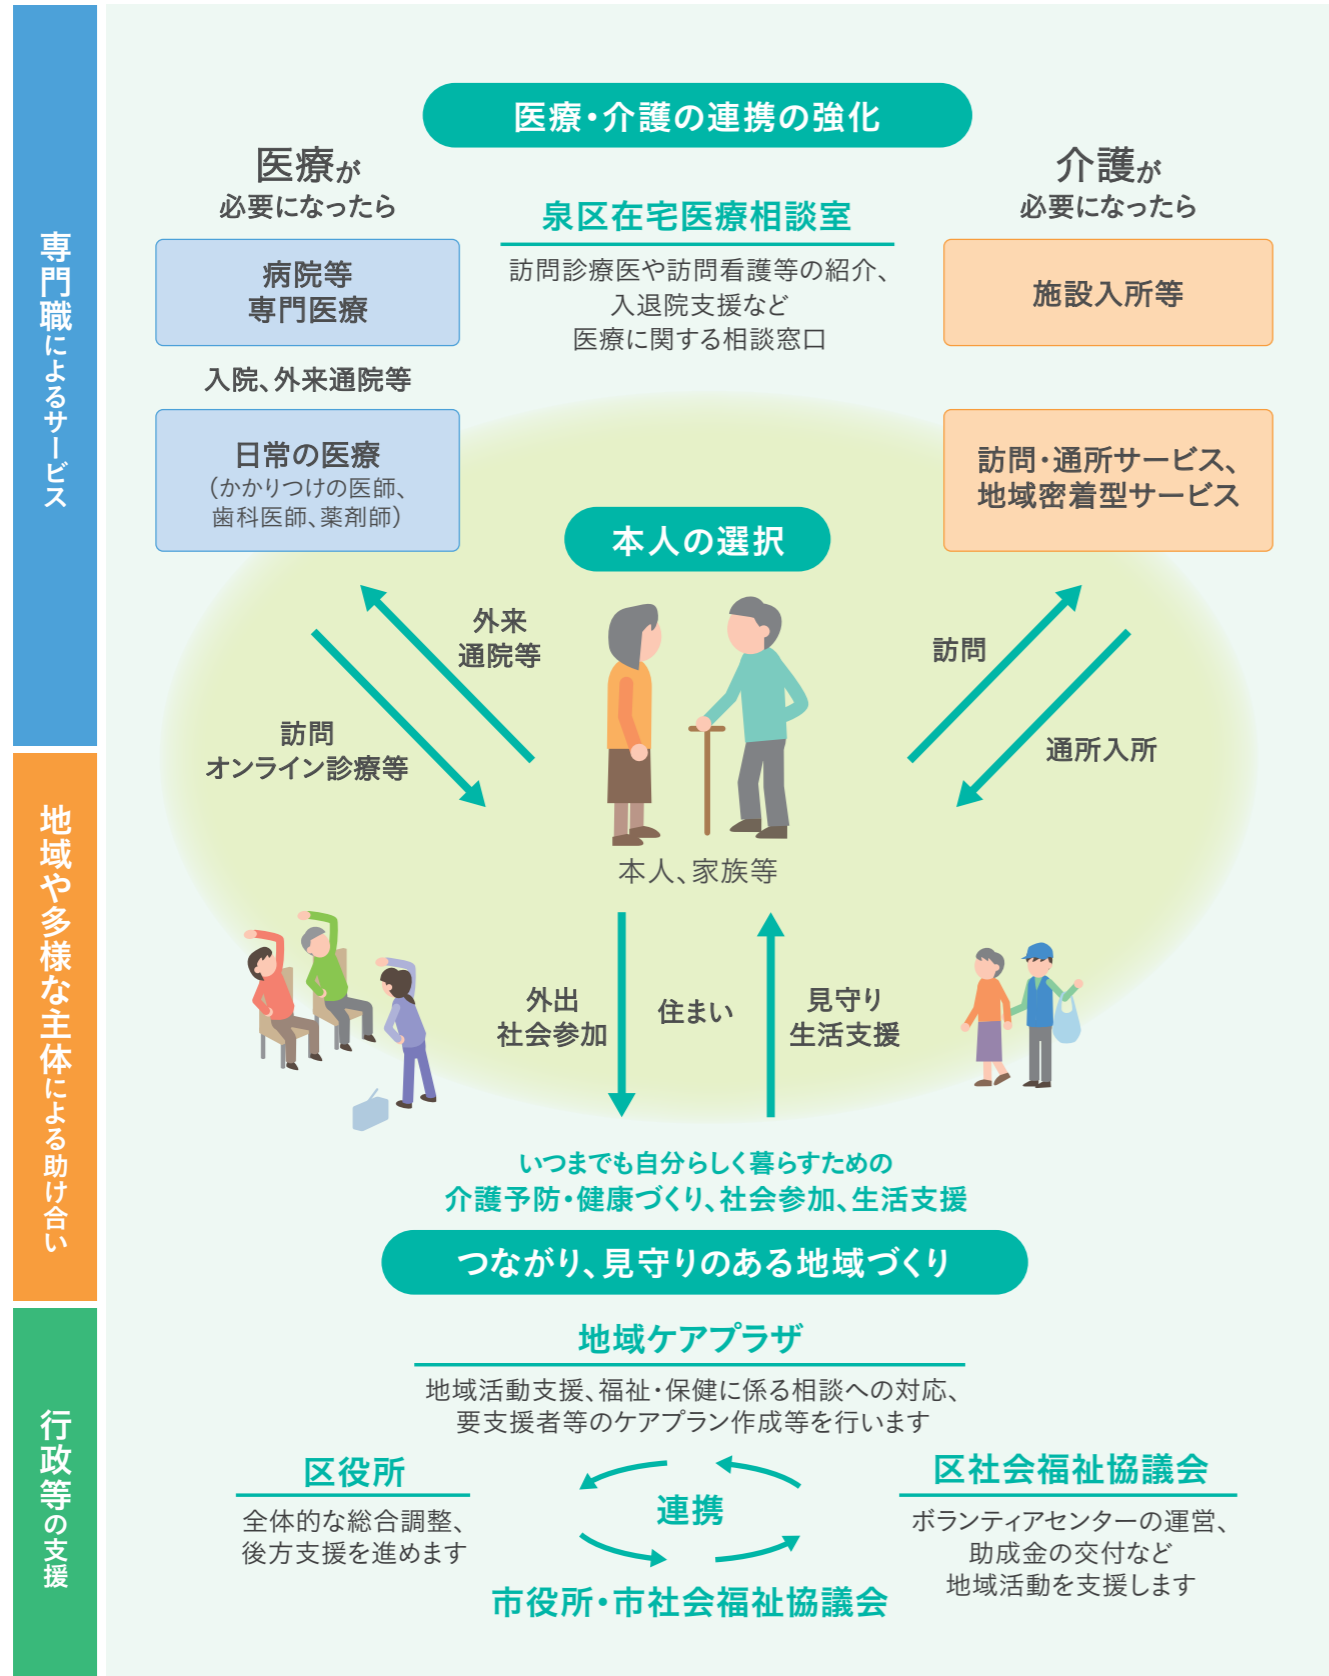 専門職によるサービス
医療・介護の連携の強化
医療が
必要になったら
病院等
専門医療
入院、外来通院等
日常の医療
(かかりつけの医師、
歯科医師、薬剤師)
泉区在宅医療相談室
訪問診療医や訪問看護等の紹介、
入退院支援など
医療に関する相談窓口
介護が
必要になったら
施設入所等
訪問・通所サービス、
地域密着型サービス
本人の選択
外来
通院等
訪問
オンライン診療等
訪問
通所入所
本人、家族等
地域や多様な主体による助け合い
外出
社会参加
住まい
見守り
生活支援
いつまでも自分らしく暮らすための
介護予防・健康づくり、社会参加、生活支援
つながり、見守りのある地域づくり
行政等の支援
地域ケアプラザ
地域活動支援、福祉・保健に係る相談への対応、
要支援者等のケアプラン作成等を行います
区役所
全体的な総合調整、
後方支援を進めます
連携
区社会福祉協議会
ボランティアセンターの運営、
助成金の交付など
地域活動を支援します
市役所・市社会福祉協議会